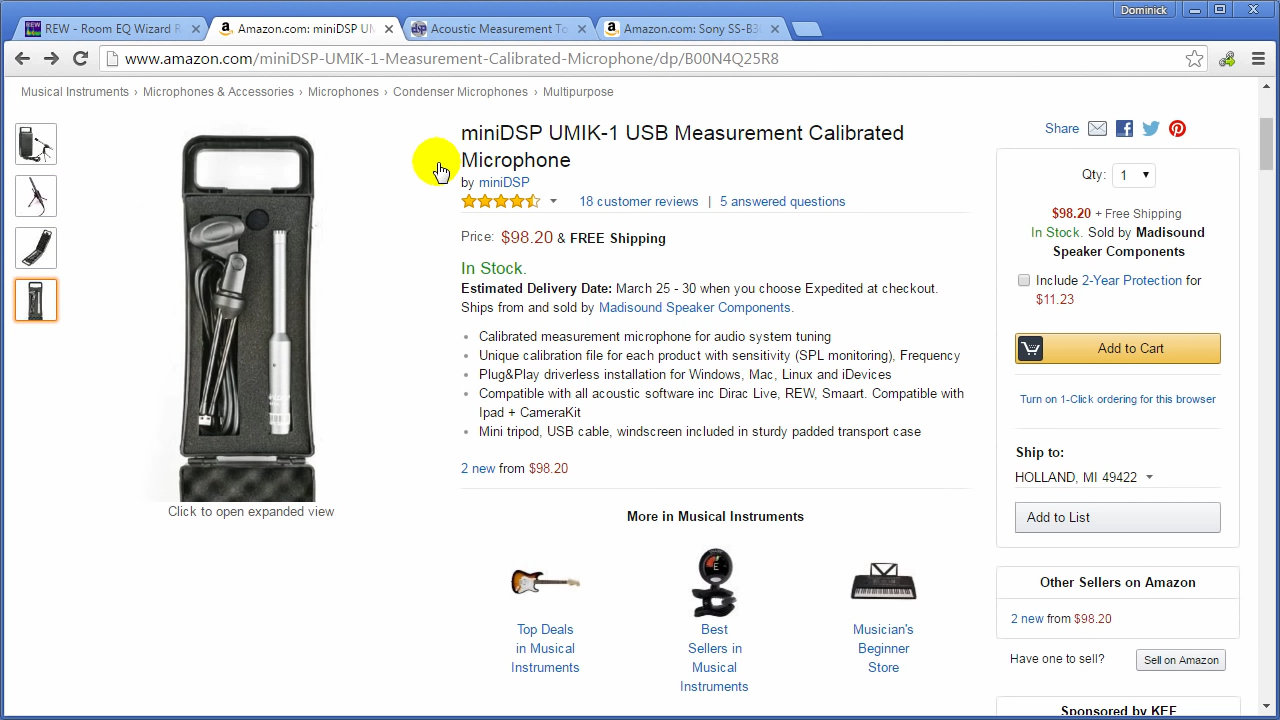 Dominick
REW - Room EQ Wizard R
Amazon.com: miniDSP UM
Acoustic Measurement To
Amazon.com: Sony SS-B30
www.amazon.com/miniDSP-UMIK-1-Measurement-Calibrated-Microphone/dp/B00N4Q25R8
Musical Instruments › Microphones & Accessories › Microphones › Condenser Microphones › Multipurpose
miniDSP UMIK-1 USB Measurement Calibrated
Microphone
by miniDSP
18 customer reviews | 5 answered questions
Price: $98.20 & FREE Shipping
In Stock.
Estimated Delivery Date: March 25 - 30 when you choose Expedited at checkout.
Ships from and sold by Madisound Speaker Components.
• Calibrated measurement microphone for audio system tuning
• Unique calibration file for each product with sensitivity (SPL monitoring), Frequency
• Plug&Play driverless installation for Windows, Mac, Linux and iDevices
• Compatible with all acoustic software inc Dirac Live, REW, Smaart. Compatible with
Ipad + CameraKit
• Mini tripod, USB cable, windscreen included in sturdy padded transport case
2 new from $98.20
Click to open expanded view
More in Musical Instruments
Top Deals
in Musical
Instruments
Best
Sellers in
Musical
Instruments
Musician's
Beginner
Store
Share
Qty: 1
$98.20 + Free Shipping
In Stock. Sold by Madisound
Speaker Components
Include 2-Year Protection for
$11.23
Add to Cart
Turn on 1-Click ordering for this browser
Ship to:
HOLLAND, MI 49422
Add to List
Other Sellers on Amazon
2 new from $98.20
Have one to sell?
Sell on Amazon
Sponsored by KEF